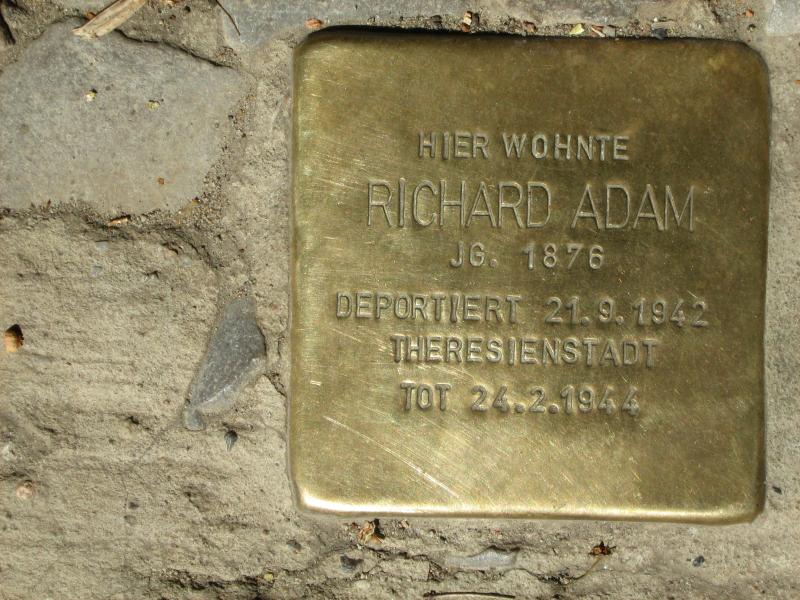 HIER WOHNTE
RICHARD ADAM
JG. 1876
DEPORTIERT 21.9.1942
THERESIENSTADT
TOT 24.2.1944